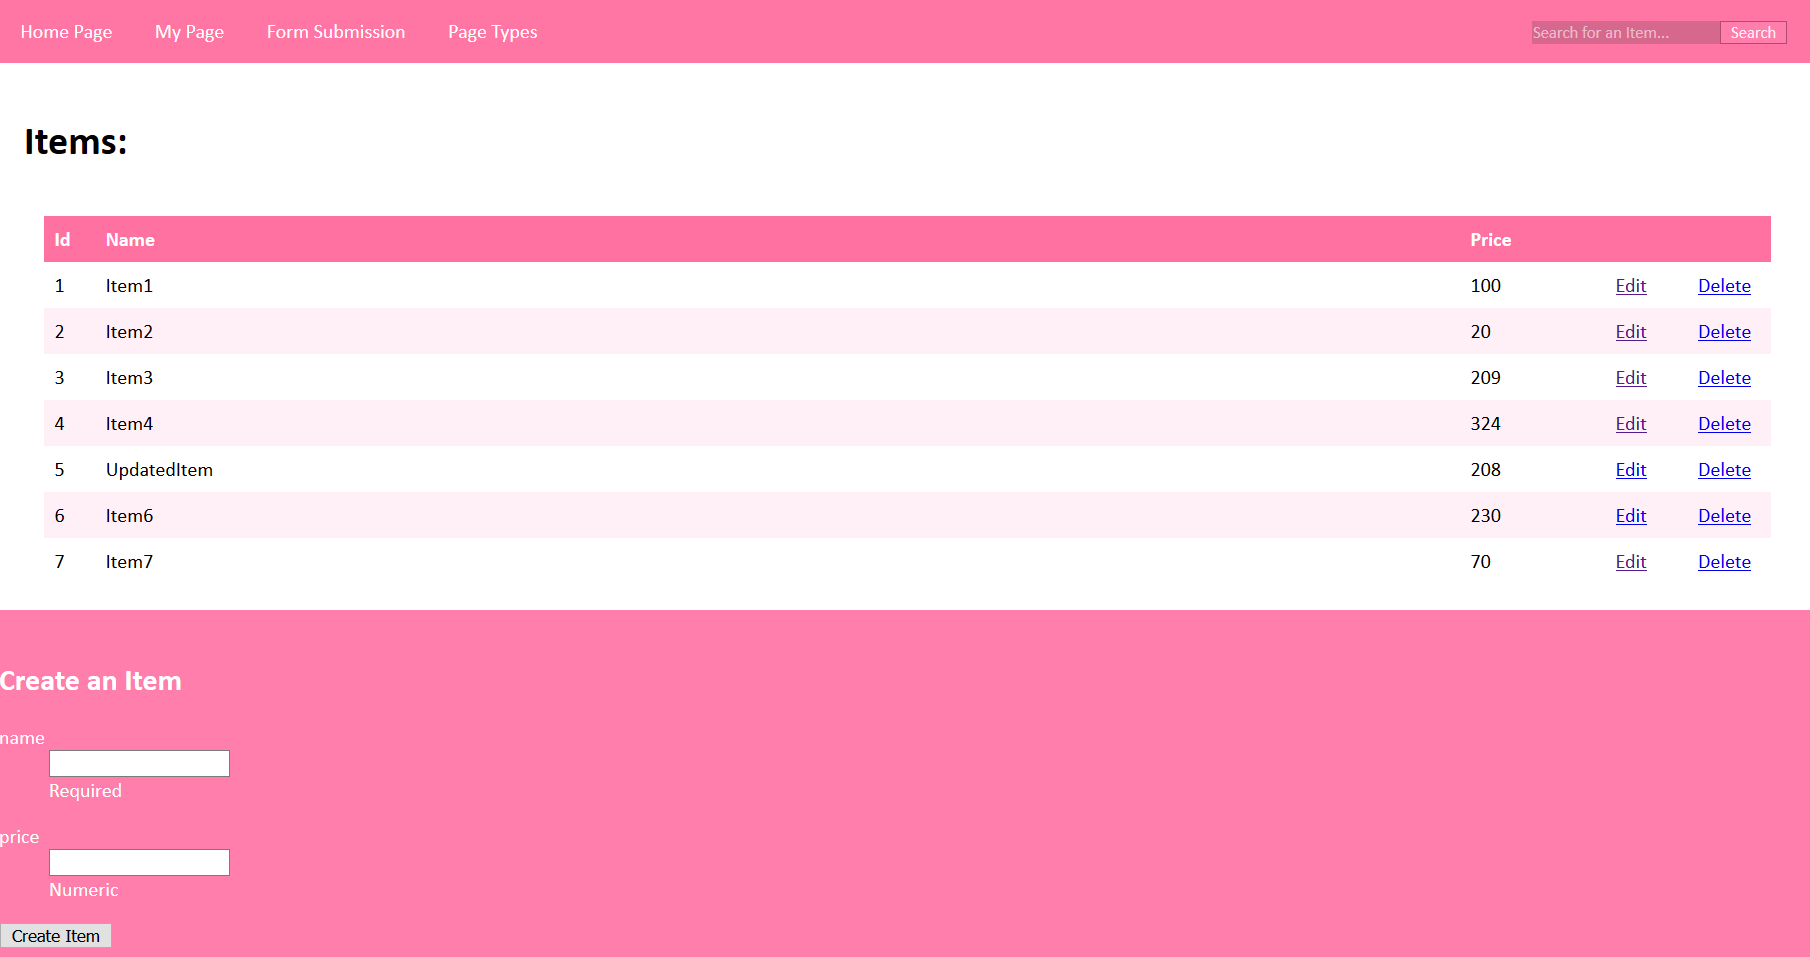 Home Page My Page Form Submission Page Types Search for an Item... Search
Items:
Id Name Price
1 Item1 100 Edit Delete
2 Item2 20 Edit Delete
3 Item3 209 Edit Delete
4 Item4 324 Edit Delete
5 UpdatedItem 208 Edit Delete
6 Item6 230 Edit Delete
7 Item7 70 Edit Delete
Create an Item
name
Required
price
Numeric
Create Item